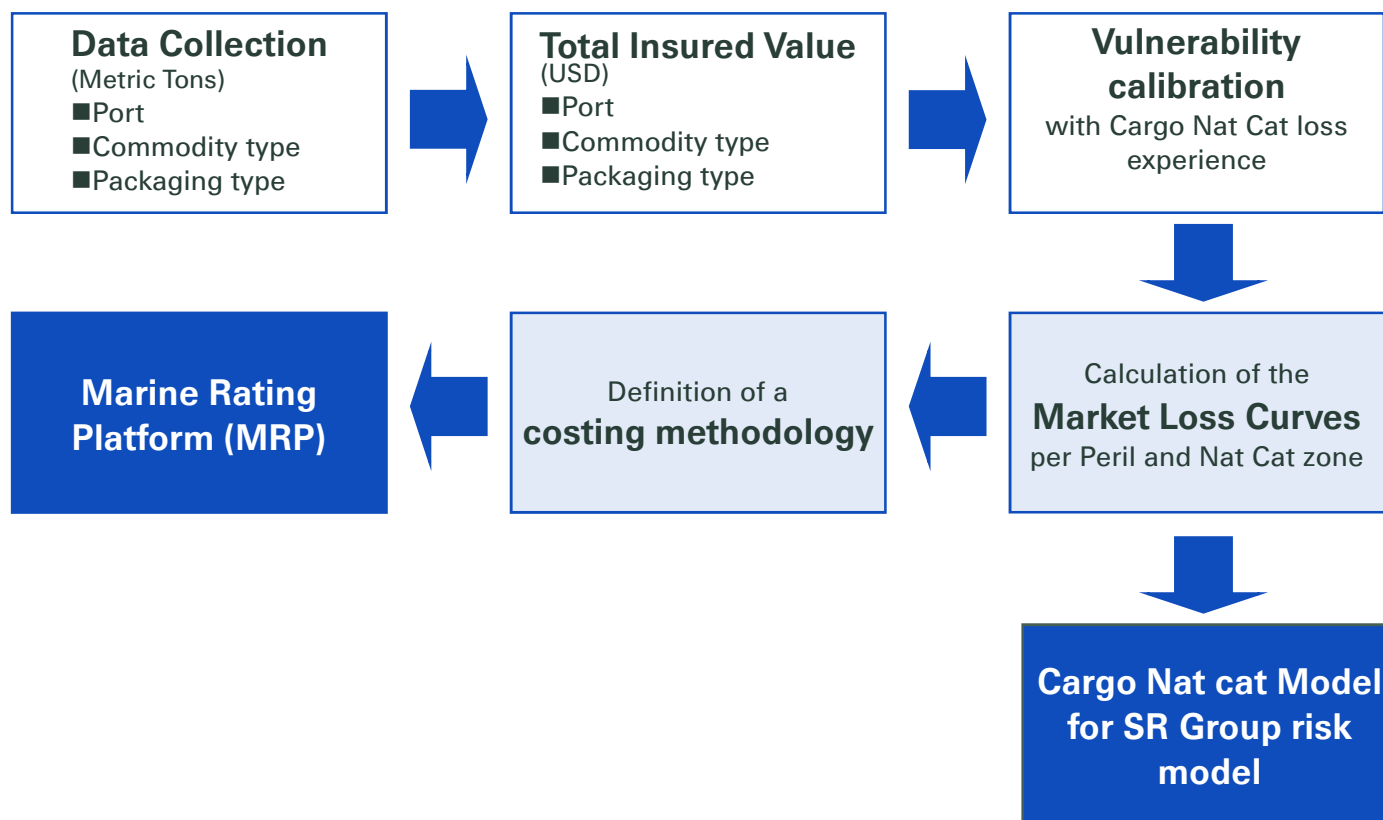 Data Collection
(Metric Tons)
■Port
■Commodity type
■Packaging type
Total Insured Value
(USD)
■Port
■Commodity type
■Packaging type
Vulnerability
calibration
with Cargo Nat Cat loss
experience
Marine Rating
Platform (MRP)
Definition of a
costing methodology
Calculation of the
Market Loss Curves
per Peril and Nat Cat zone
Cargo Nat cat Model
for SR Group risk
model